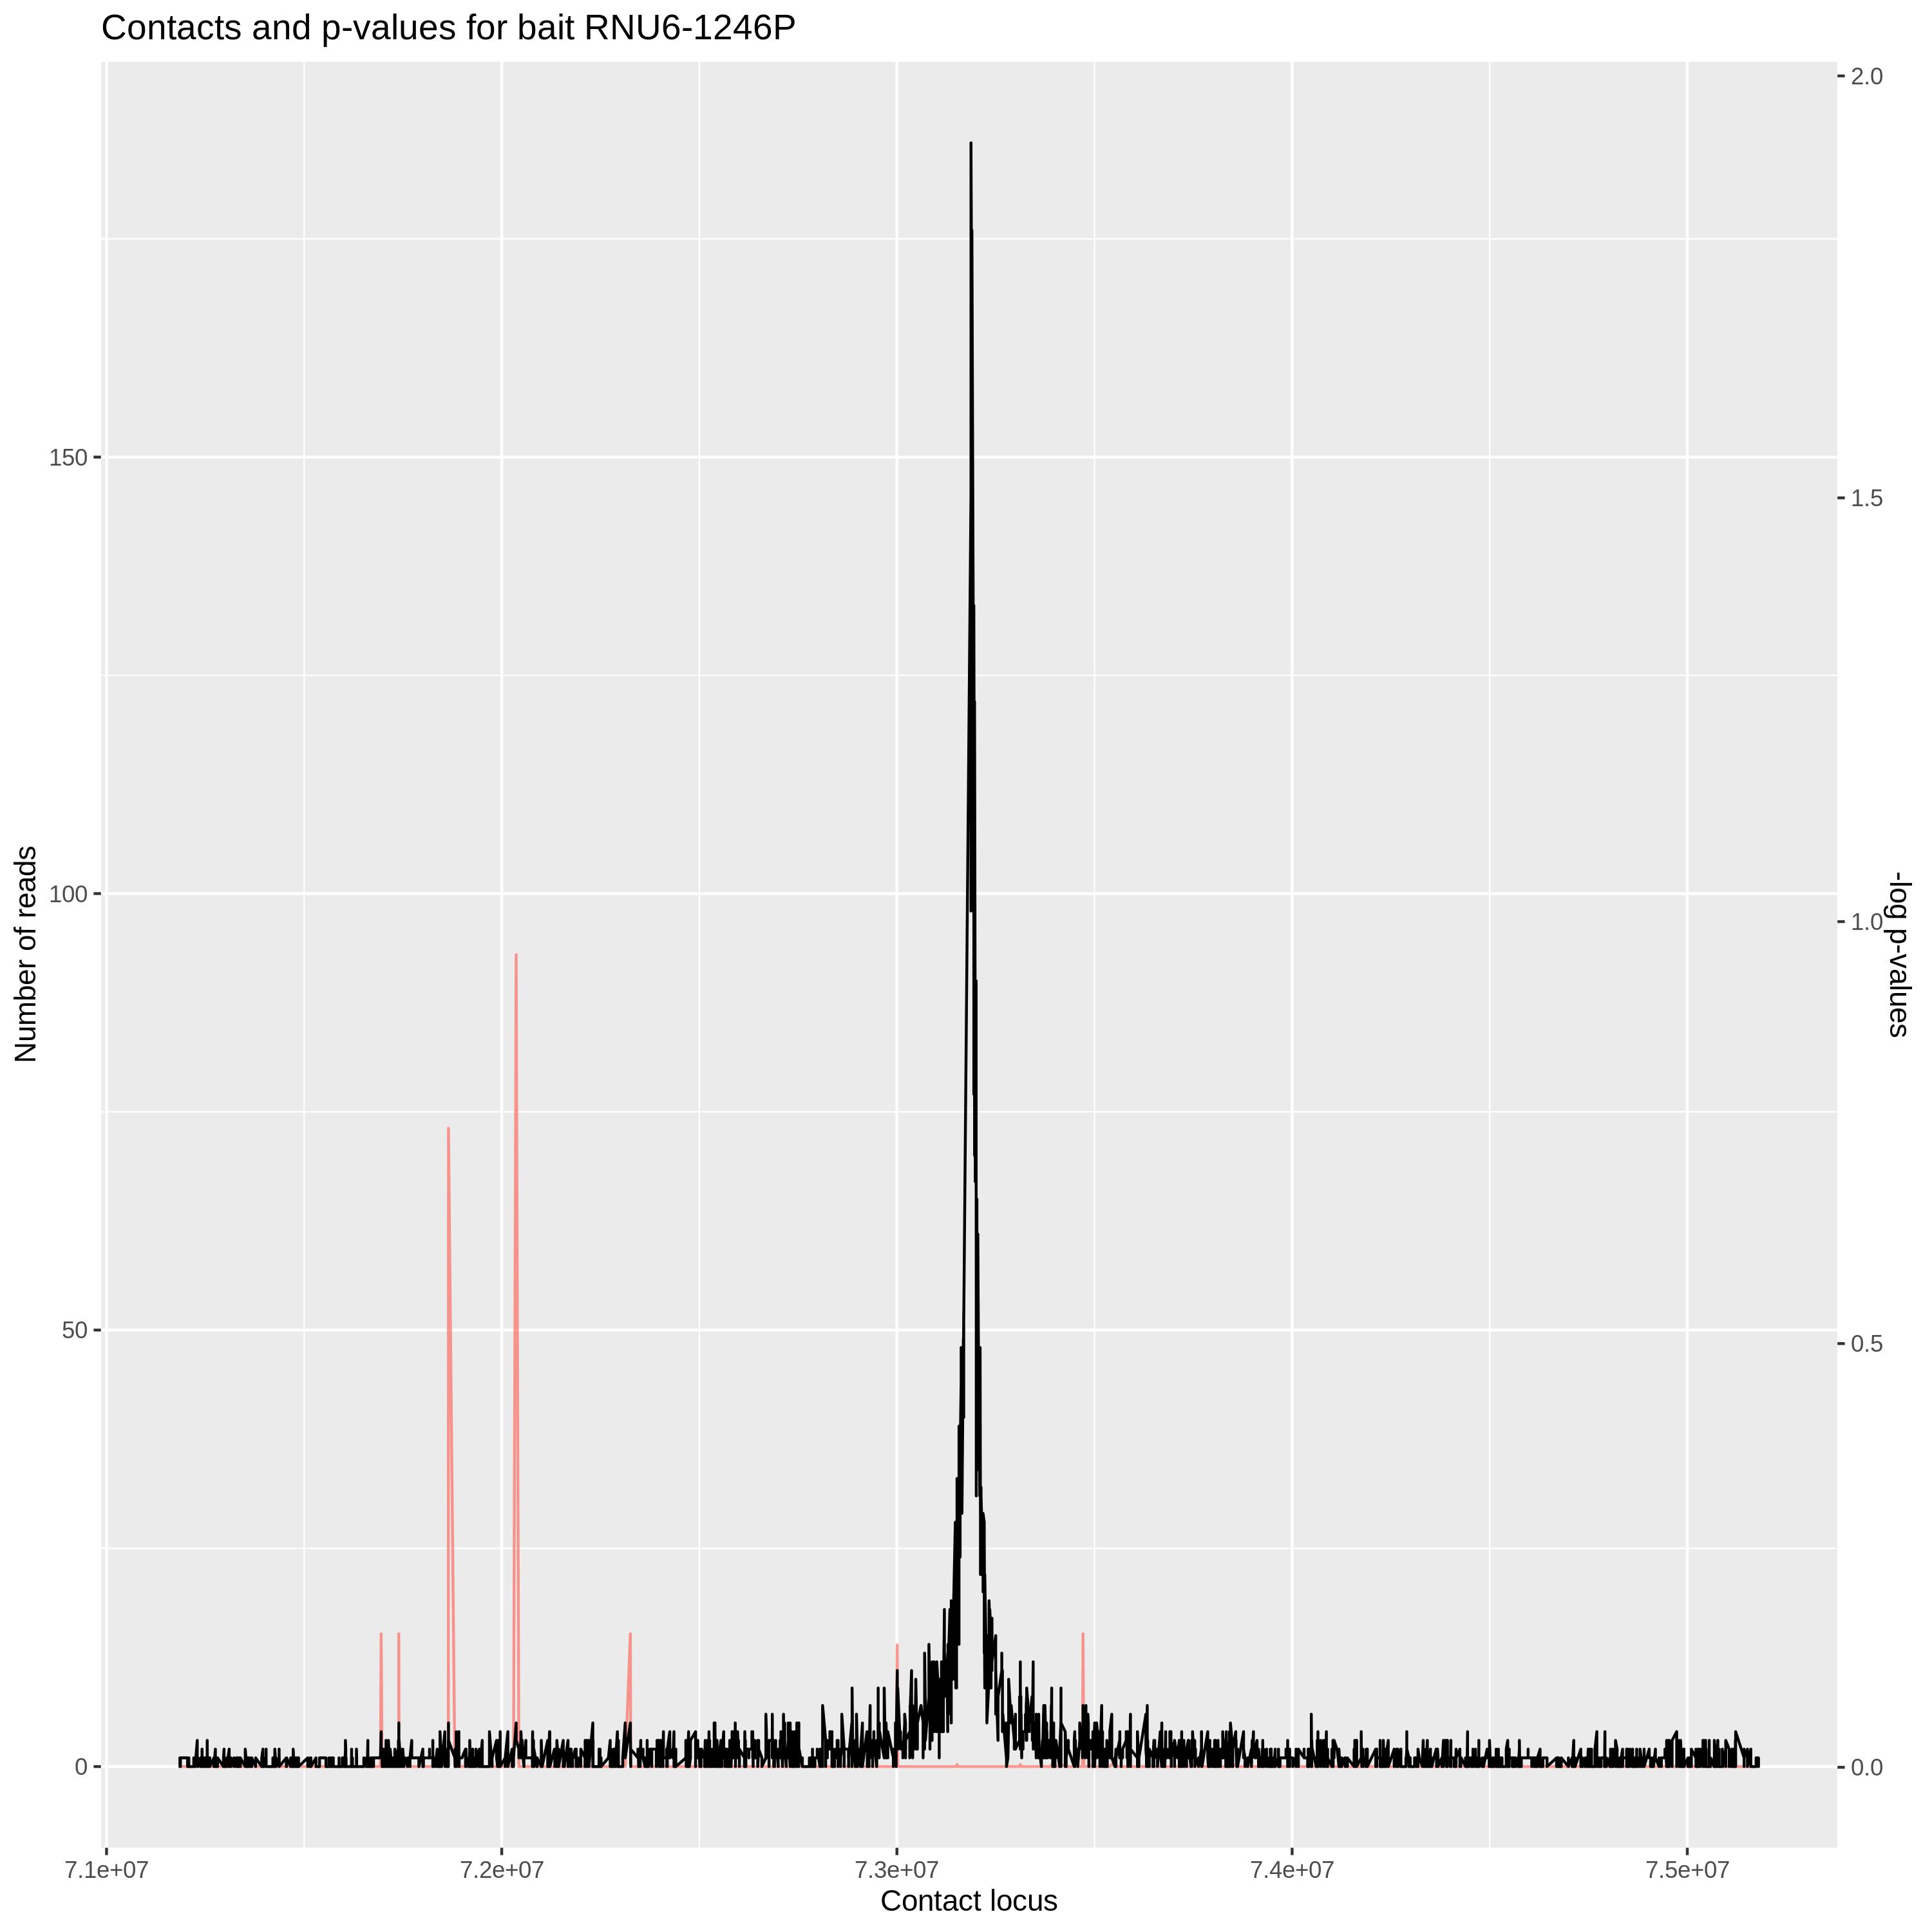 Contacts and p-values for bait RNU6-1246P
2.0
1.5
1.0
0.5
0.0
-log p-values
150
100
50
0
Number of reads
7.1e+07
7.2e+07
7.3e+07
7.4e+07
7.5e+07
Contact locus